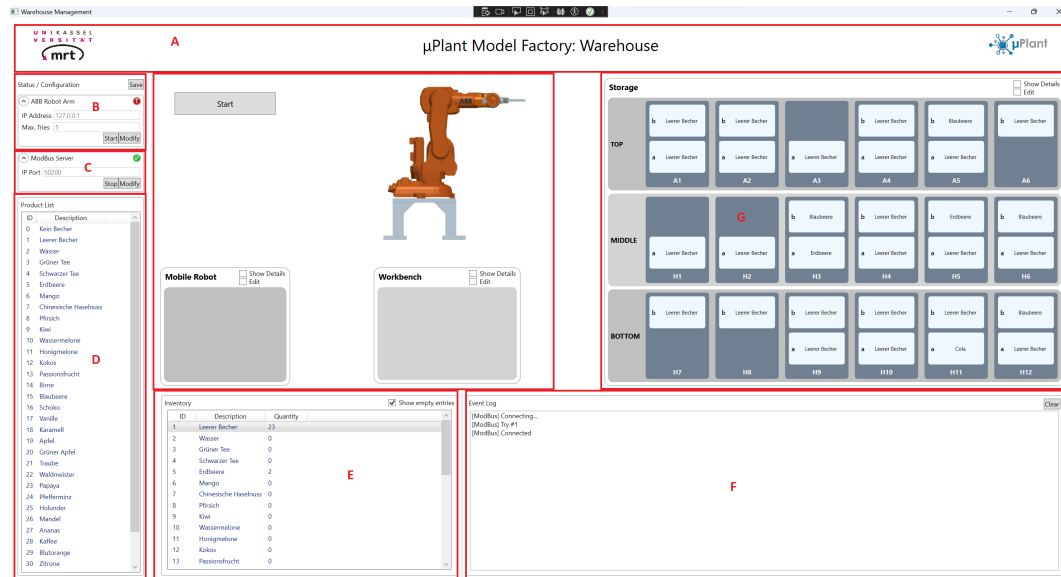 Warehouse Management
UNIKASSEL
VERSITÄT
mrt
A
µPlant Model Factory: Warehouse
µPlant
Status / Configuration
Save
ABB Robot Arm
B
IP Address 127.0.0.1
Max. Tries 5
Start Modify
ModBus Server
C
IP Port 50200
Stop Modify
Product List
ID Description
0 Kein Becher
1 Leerer Becher
2 Wasser
3 Grüner Tee
4 Schwarzer Tee
5 Erdbeere
6 Mango
7 Chinesische Haselnuss
8 Pfirsich
9 Kiwi
10 Wassermelone
11 Honigmelone
12 Kokos
13 Passionsfrucht
14 Birne
15 Blaubeere
16 Schoko
17 Vanille
18 Karamell
19 Apfel
20 Grüner Apfel
21 Traube
22 Waldmeister
23 Papaya
24 Pfefferminz
25 Holunder
26 Mandel
27 Ananas
28 Kaffee
29 Blutorange
30 Zitrone
D
Start
ABB
Mobile Robot
Show Details
Edit
Workbench
Show Details
Edit
Storage
Show Details
Edit
TOP
b Leerer Becher b Leerer Becher b Leerer Becher b Blaubeere b Leerer Becher
a Leerer Becher a Leerer Becher a Leerer Becher a Leerer Becher a Leerer Becher
A1 A2 A3 A4 A5 A6
G
MIDDLE
b Blaubeere b Leerer Becher b Erdbeere b Blaubeere
a Leerer Becher a Leerer Becher a Erdbeere a Leerer Becher a Leerer Becher a Leerer Becher
H1 H2 H3 H4 H5 H6
BOTTOM
b Leerer Becher b Leerer Becher b Leerer Becher b Leerer Becher b Leerer Becher b Blaubeere
a Leerer Becher a Leerer Becher a Cola a Leerer Becher
H7 H8 H9 H10 H11 H12
Inventory
Show empty entries
ID Description Quantity
1 Leerer Becher 23
2 Wasser 0
3 Grüner Tee 0
4 Schwarzer Tee 0
5 Erdbeere 2
6 Mango 0
7 Chinesische Haselnuss 0
8 Pfirsich 0
9 Kiwi 0
10 Wassermelone 0
11 Honigmelone 0
12 Kokos 0
13 Passionsfrucht 0
E
Event Log
Clear
[ModBus] Connecting...
[ModBus] Try #1
[ModBus] Connected
F